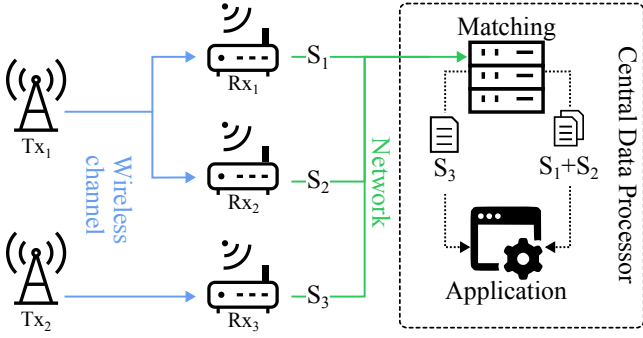 Tx₁
Tx₂
Wireless
channel
Rx₁
Rx₂
Rx₃
S₁
S₂
S₃
Network
Matching
S₃
S₁+S₂
Application
Central Data Processor